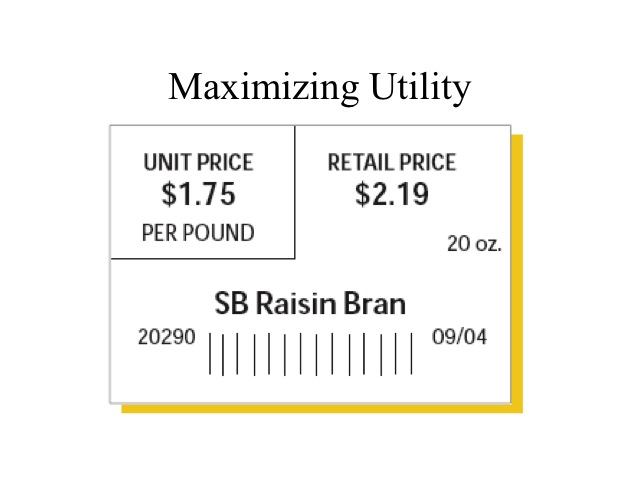 Maximizing Utility
UNIT PRICE
$1.75
PER POUND
RETAIL PRICE
$2.19
20 oz.
SB Raisin Bran
20290
09/04